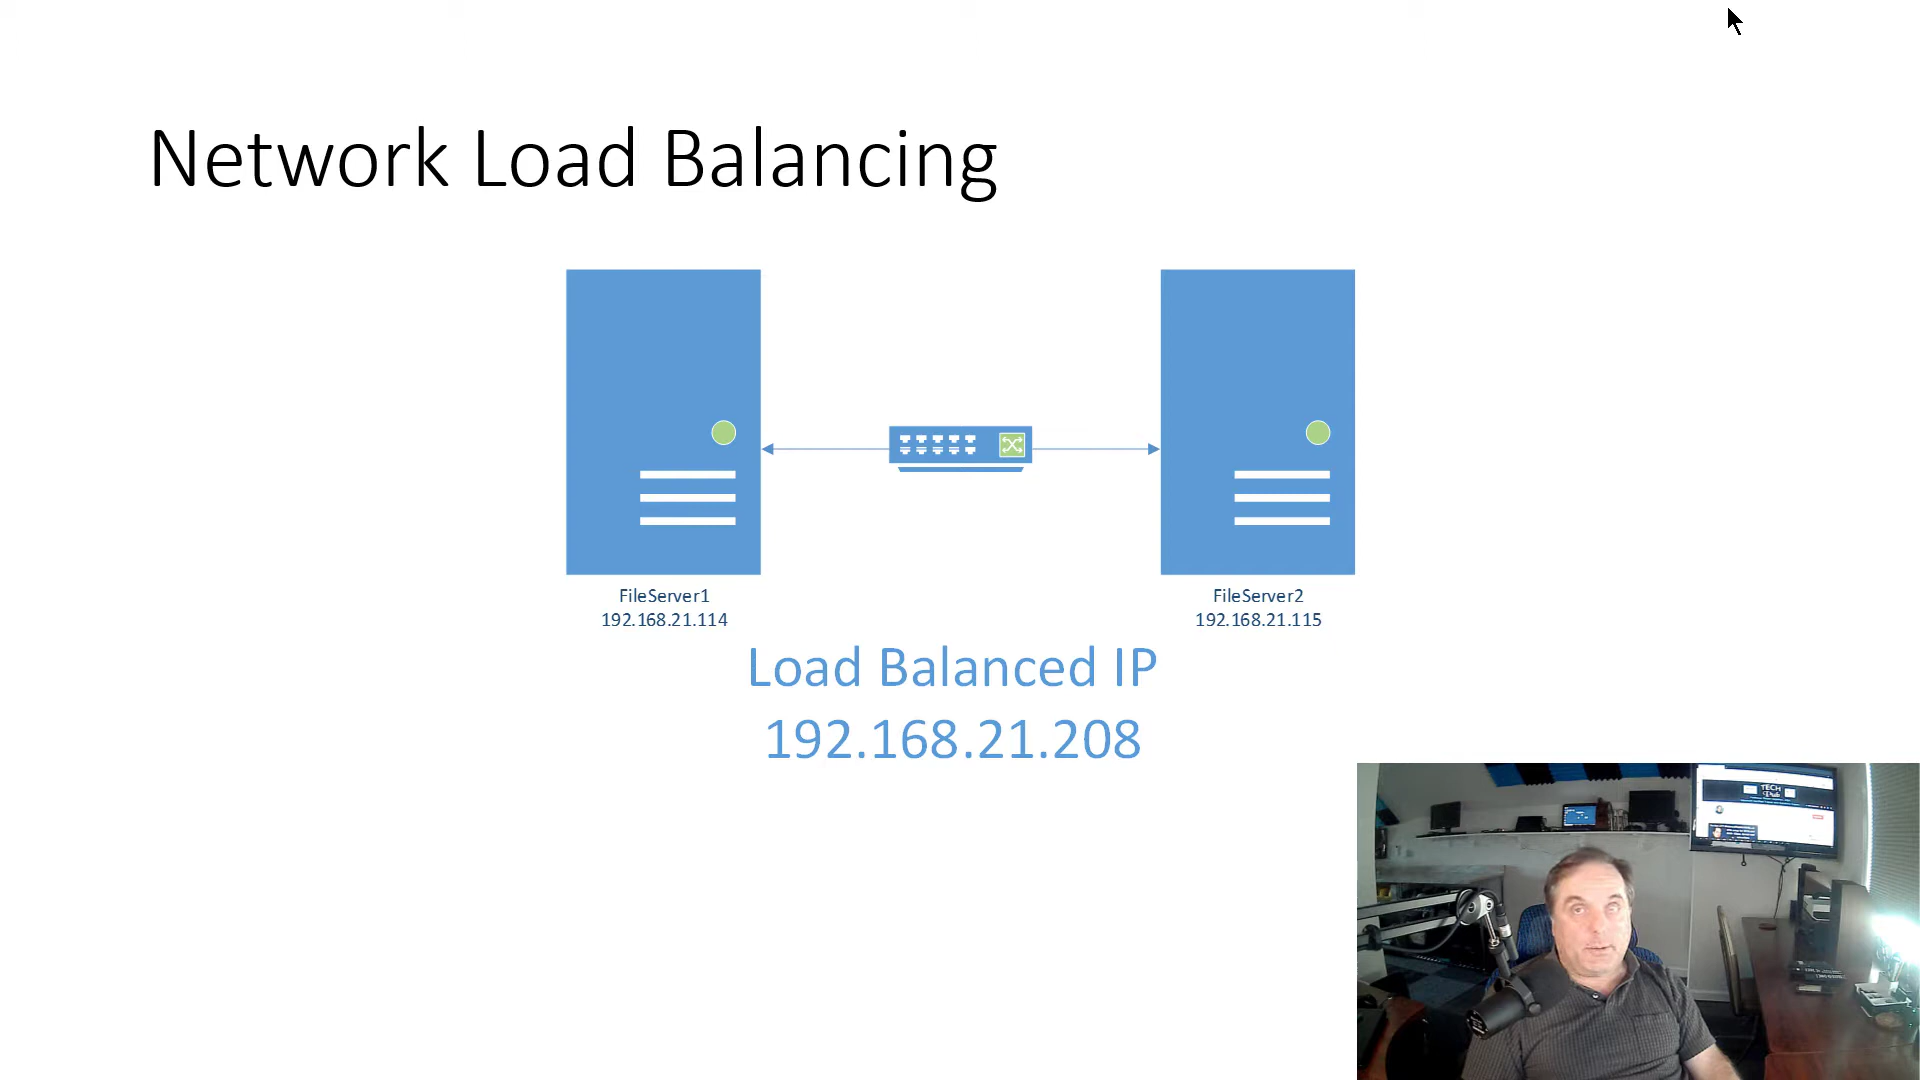 Network Load Balancing
FileServer1
192.168.21.114
FileServer2
192.168.21.115
Load Balanced IP
192.168.21.208
TECH